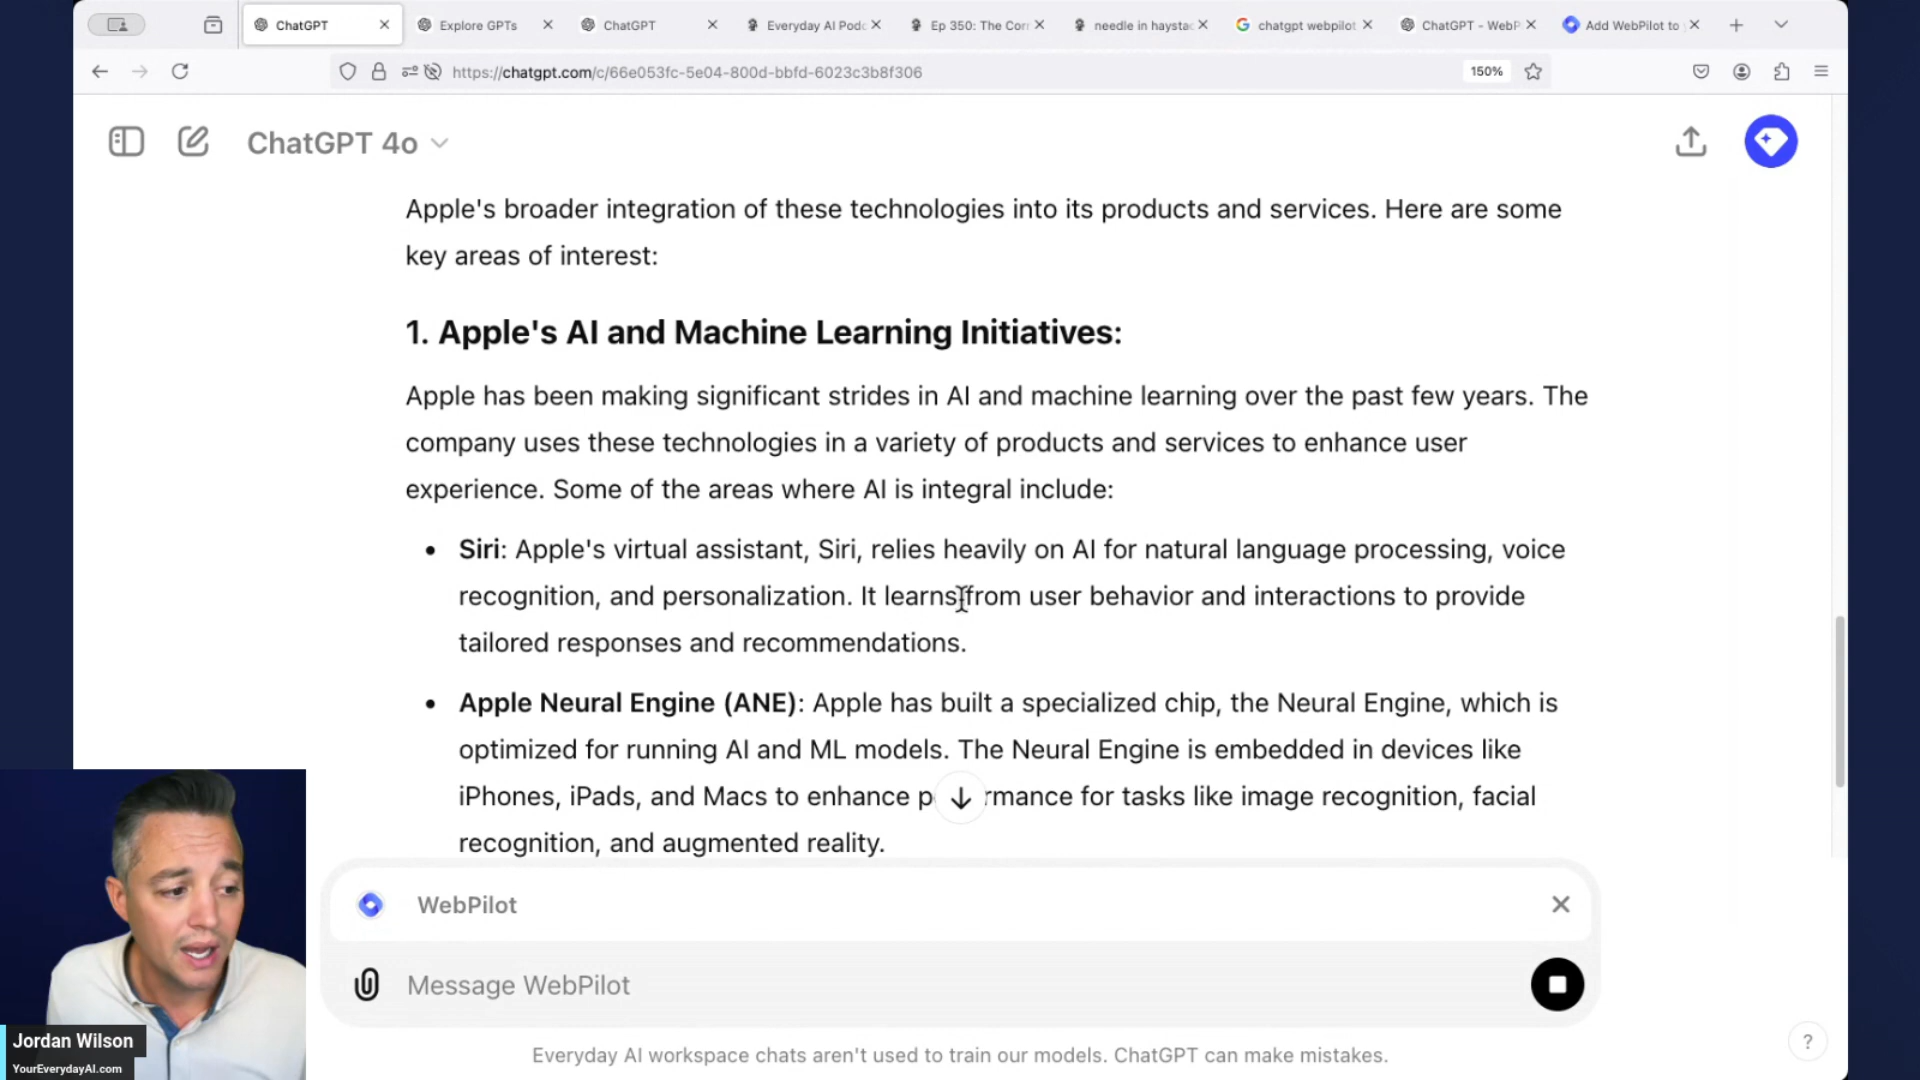 ChatGPT
Explore GPTs
ChatGPT
Everyday AI Podc
Ep 350: The Corr
needle in haysta
chatgpt webpilot
ChatGPT - WebP
Add WebPilot to
https://chatgpt.com/c/66e053fc-5e04-800d-bbfd-6023c3b8f306
150%
ChatGPT 4o
Apple's broader integration of these technologies into its products and services. Here are some
key areas of interest:
1. Apple's AI and Machine Learning Initiatives:
Apple has been making significant strides in AI and machine learning over the past few years. The
company uses these technologies in a variety of products and services to enhance user
experience. Some of the areas where AI is integral include:
• Siri: Apple's virtual assistant, Siri, relies heavily on AI for natural language processing, voice
recognition, and personalization. It learns from user behavior and interactions to provide
tailored responses and recommendations.
• Apple Neural Engine (ANE): Apple has built a specialized chip, the Neural Engine, which is
optimized for running AI and ML models. The Neural Engine is embedded in devices like
iPhones, iPads, and Macs to enhance p rmance for tasks like image recognition, facial
recognition, and augmented reality.
WebPilot
Message WebPilot
Everyday AI workspace chats aren't used to train our models. ChatGPT can make mistakes.
?
Jordan Wilson
YourEverydayAI.com